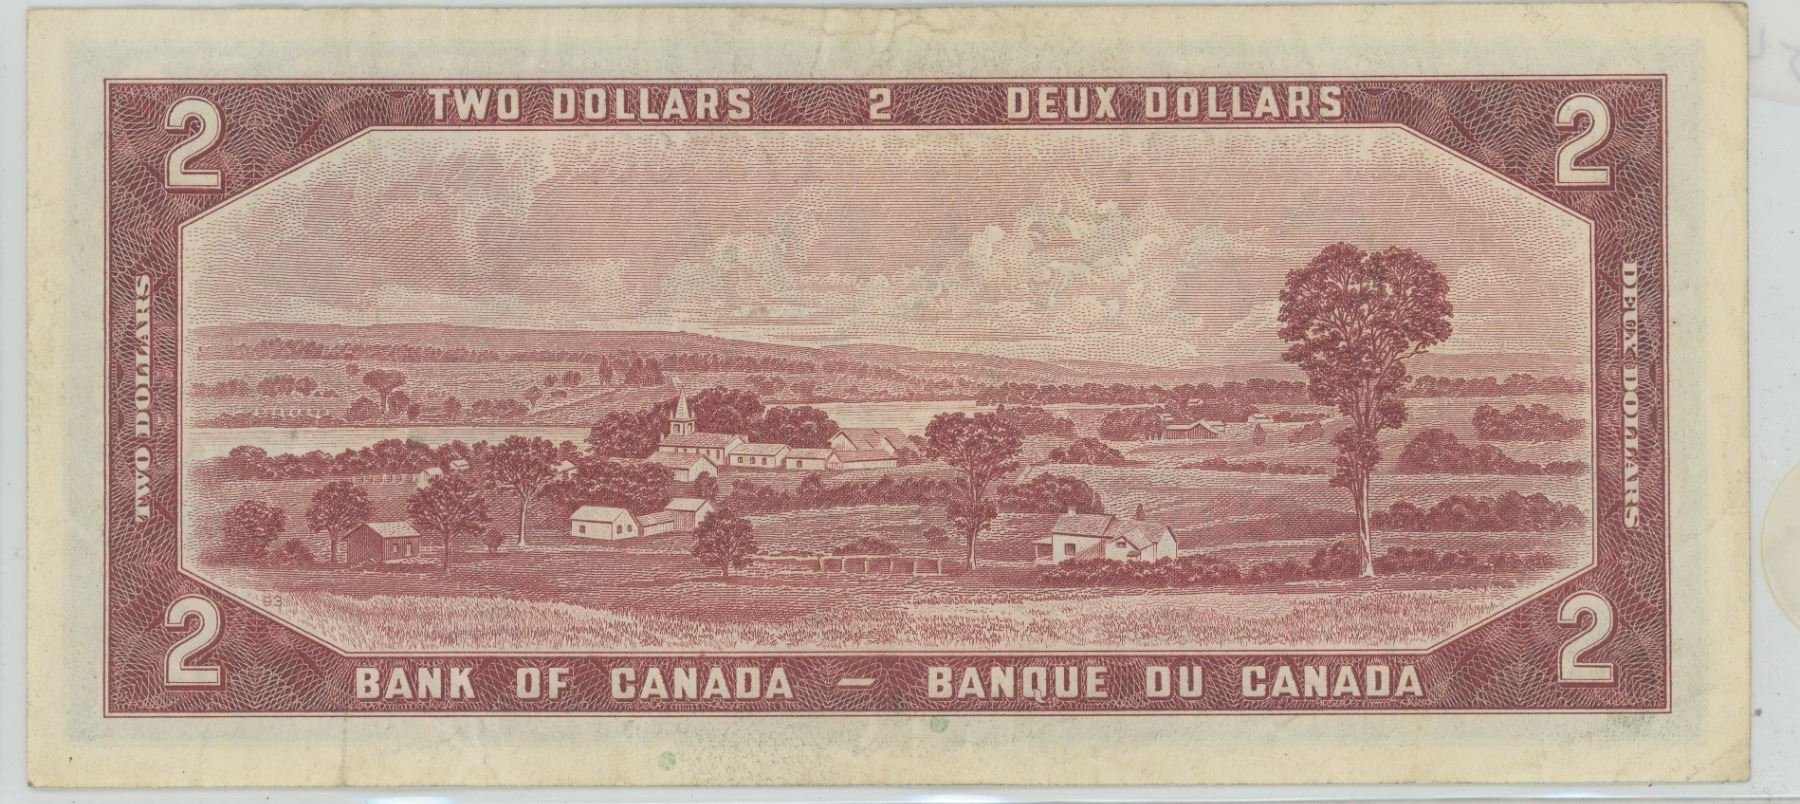 2 TWO DOLLARS 2 DEUX DOLLARS 2
TWO DOLLARS
DEUX DOLLARS
93
2 BANK OF CANADA — BANQUE DU CANADA 2